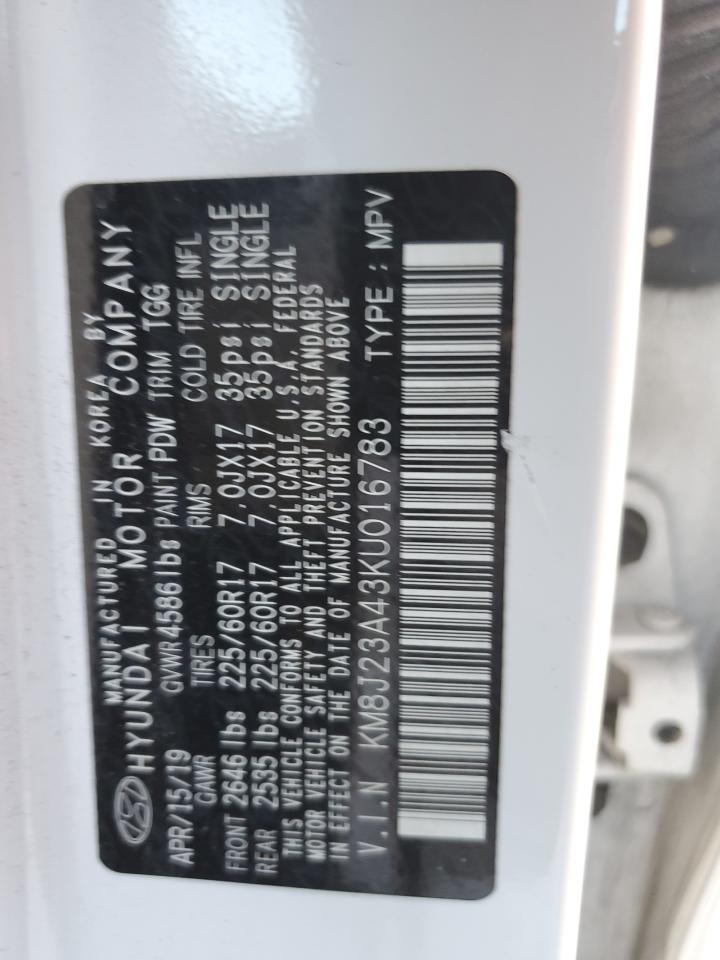 MANUFACTURED IN KOREA BY
HYUNDAI MOTOR COMPANY
APR/15/19 GVWR 4586 lbs PAINT PDW TRIM TGG
GAWR TIRES RIMS COLD TIRE INFL
FRONT 2646 lbs 225/60R17 7.0JX17 35psi SINGLE
REAR 2535 lbs 225/60R17 7.0JX17 35psi SINGLE
THIS VEHICLE CONFORMS TO ALL APPLICABLE U.S.A. FEDERAL
MOTOR VEHICLE SAFETY AND THEFT PREVENTION STANDARDS
IN EFFECT ON THE DATE OF MANUFACTURE SHOWN ABOVE
V.I.N KM8J23A43KU016783 TYPE : MPV